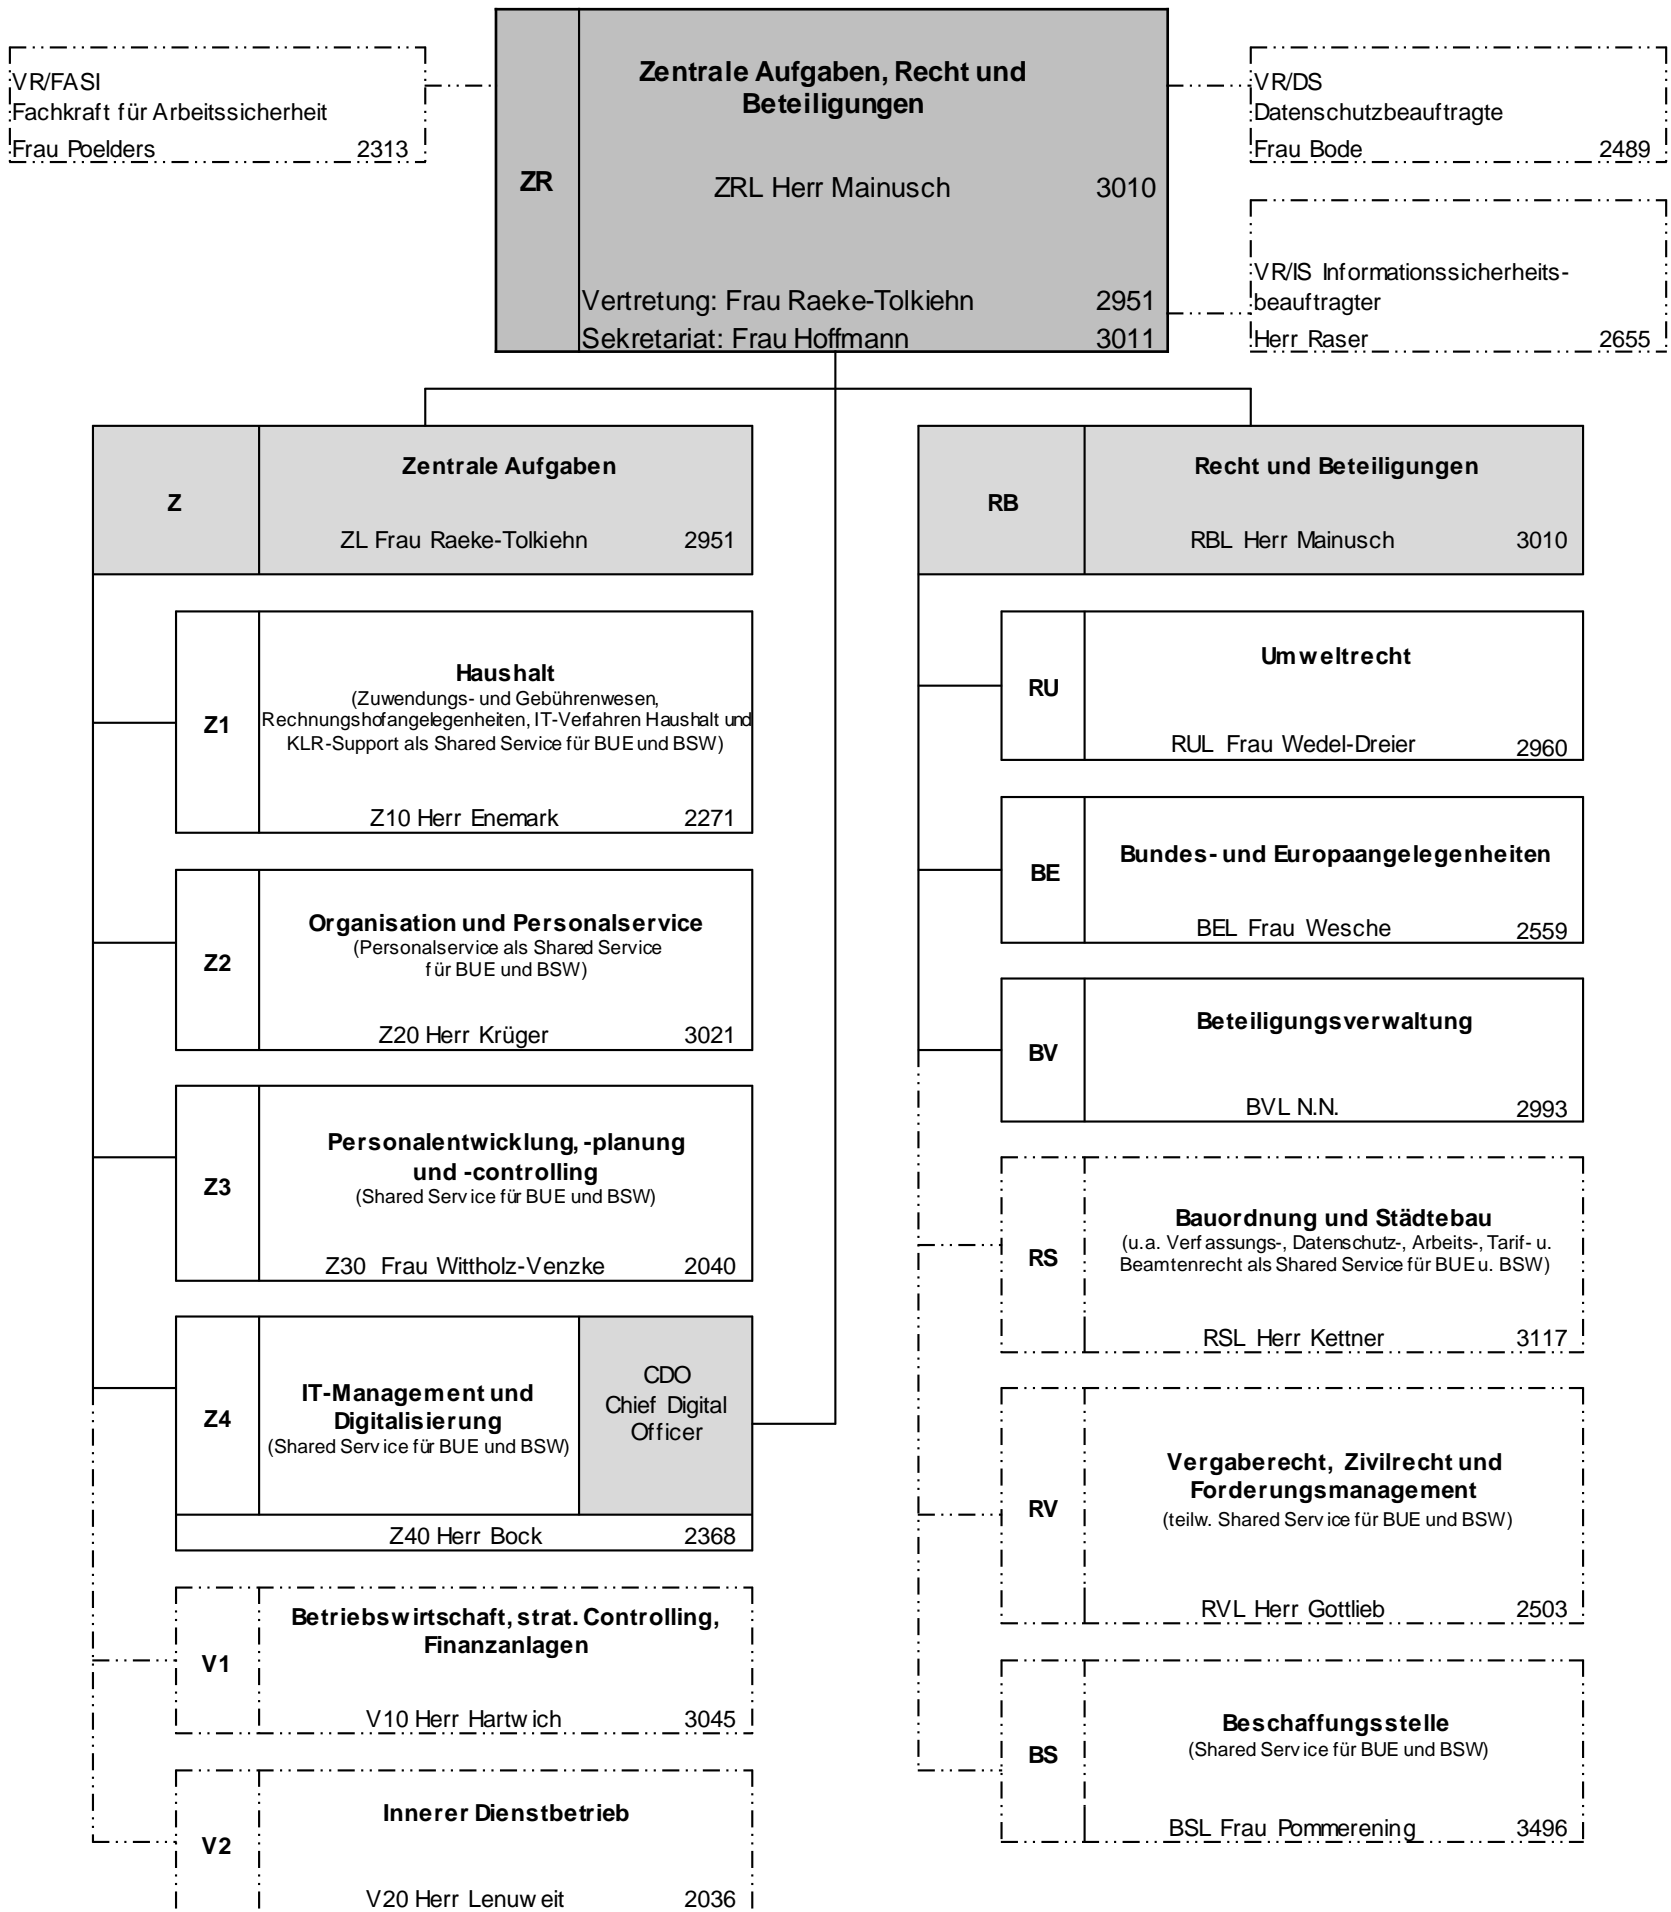 VR/FASI
Fachkraft für Arbeitssicherheit
Frau Poelders 2313
ZR
Zentrale Aufgaben, Recht und
Beteiligungen
ZRL Herr Mainusch 3010
Vertretung: Frau Raeke-Tolkiehn 2951
Sekretariat: Frau Hoffmann 3011
VR/DS
Datenschutzbeauftragte
Frau Bode 2489
VR/IS Informationssicherheits-
beauftragter
Herr Raser 2655
Z
Zentrale Aufgaben
ZL Frau Raeke-Tolkiehn 2951
Z1
Haushalt
(Zuwendungs- und Gebührenwesen,
Rechnungshofangelegenheiten, IT-Verfahren Haushalt und
KLR-Support als Shared Service für BUE und BSW)
Z10 Herr Enemark 2271
Z2
Organisation und Personalservice
(Personalservice als Shared Service
für BUE und BSW)
Z20 Herr Krüger 3021
Z3
Personalentwicklung, -planung
und -controlling
(Shared Service für BUE und BSW)
Z30 Frau Wittholz-Venzke 2040
Z4
IT-Management und
Digitalisierung
(Shared Service für BUE und BSW)
CDO
Chief Digital
Officer
Z40 Herr Bock 2368
V1
Betriebswirtschaft, strat. Controlling,
Finanzanlagen
V10 Herr Hartwich 3045
V2
Innerer Dienstbetrieb
V20 Herr Lenuweit 2036
RB
Recht und Beteiligungen
RBL Herr Mainusch 3010
RU
Umweltrecht
RUL Frau Wedel-Dreier 2960
BE
Bundes- und Europaangelegenheiten
BEL Frau Wesche 2559
BV
Beteiligungsverwaltung
BVL N.N. 2993
RS
Bauordnung und Städtebau
(u.a. Verfassungs-, Datenschutz-, Arbeits-, Tarif- u.
Beamtenrecht als Shared Service für BUE u. BSW)
RSL Herr Kettner 3117
RV
Vergaberecht, Zivilrecht und
Forderungsmanagement
(teilw. Shared Service für BUE und BSW)
RVL Herr Gottlieb 2503
BS
Beschaffungsstelle
(Shared Service für BUE und BSW)
BSL Frau Pommerening 3496